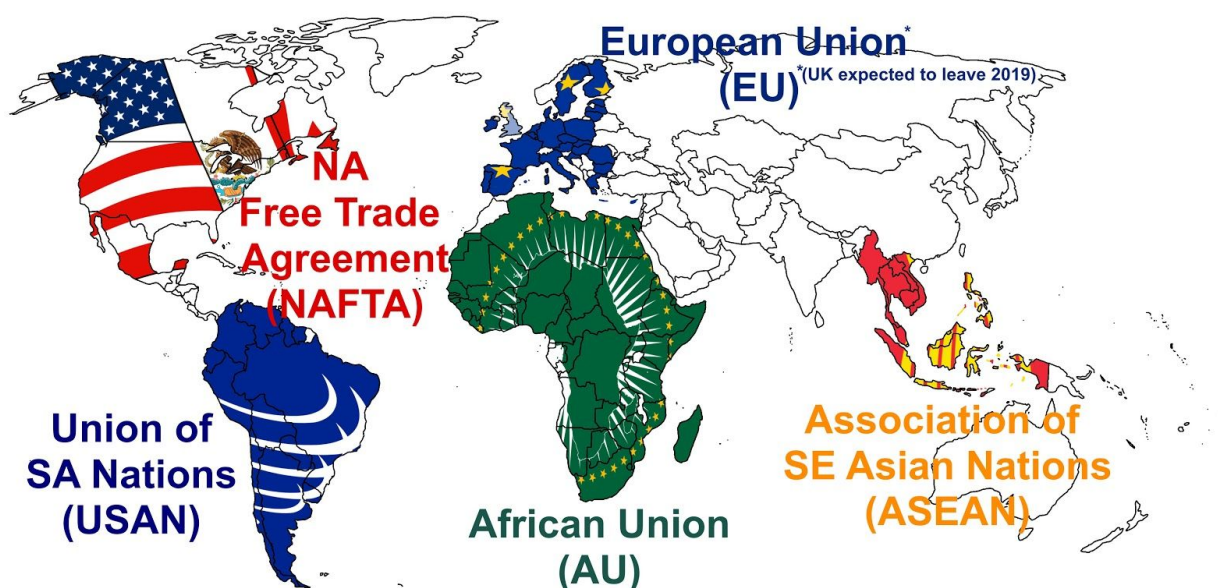 European Union*
(EU)*(UK expected to leave 2019)
NA
Free Trade
Agreement
(NAFTA)
Union of
SA Nations
(USAN)
African Union
(AU)
Association of
SE Asian Nations
(ASEAN)